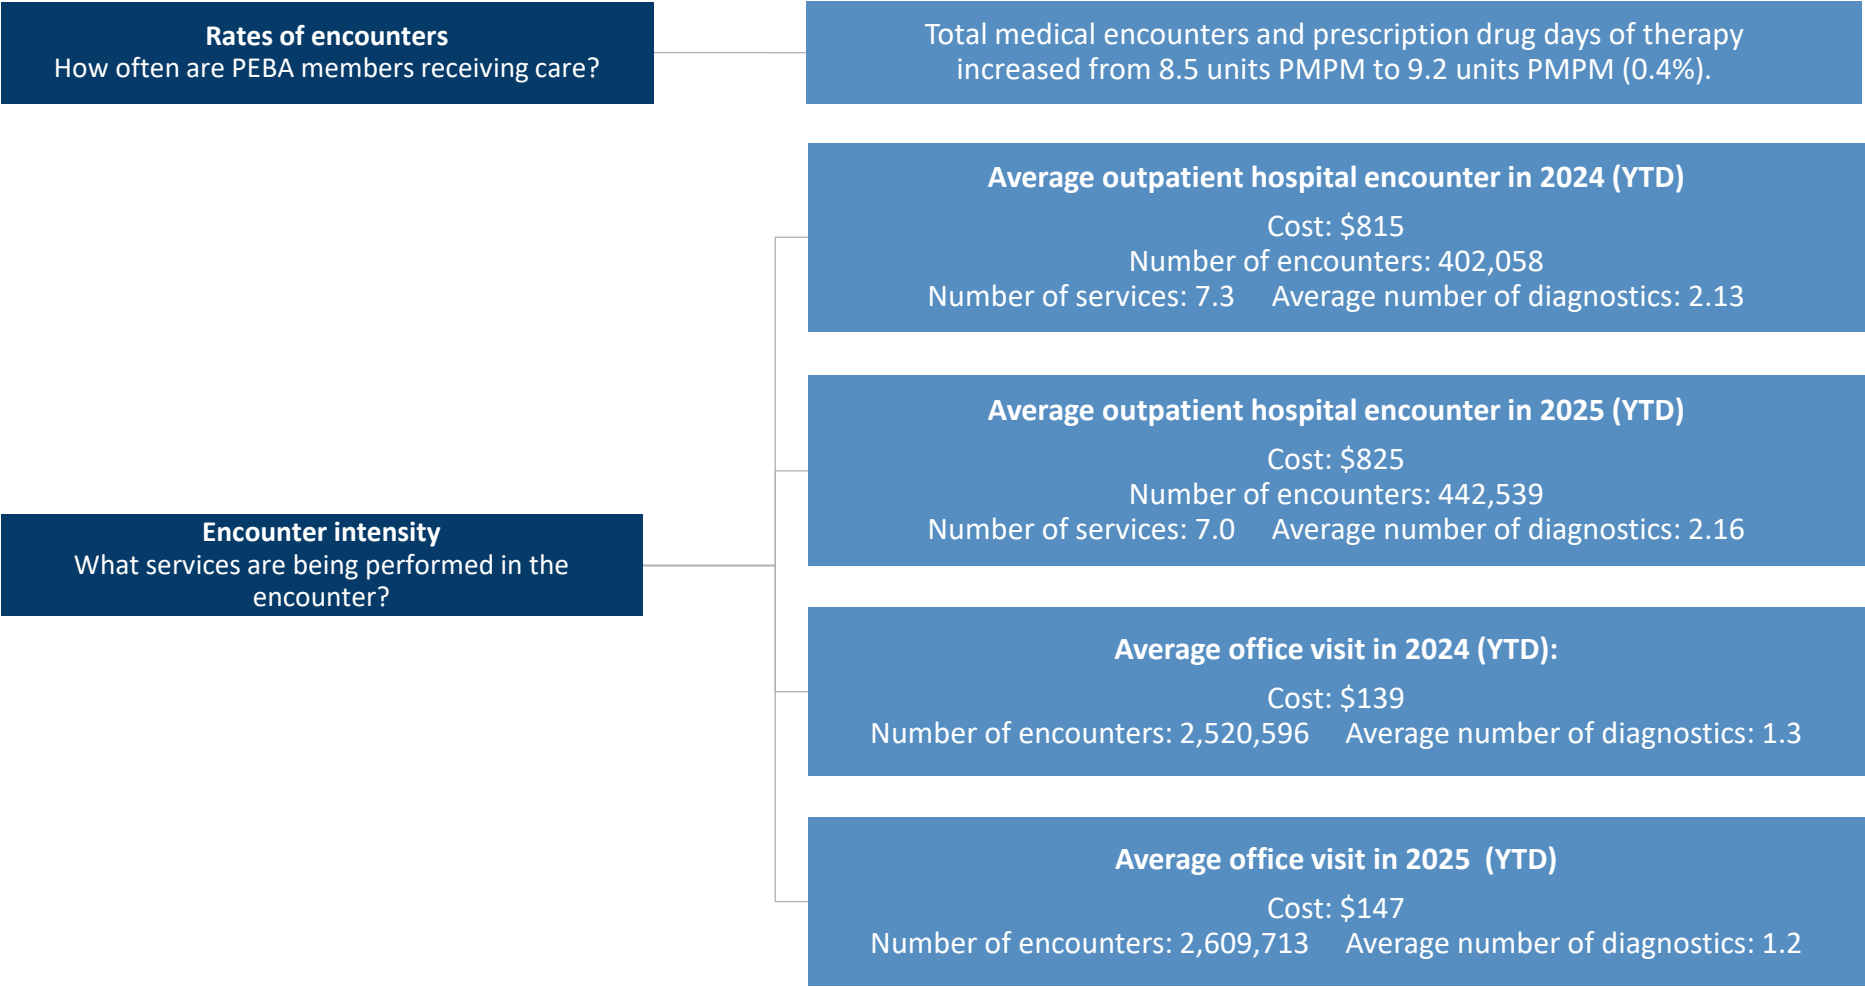 Rates of encounters
How often are PEBA members receiving care?
Total medical encounters and prescription drug days of therapy
increased from 8.5 units PMPM to 9.2 units PMPM (0.4%).
Encounter intensity
What services are being performed in the
encounter?
Average outpatient hospital encounter in 2024 (YTD)
Cost: $815
Number of encounters: 402,058
Number of services: 7.3 Average number of diagnostics: 2.13
Average outpatient hospital encounter in 2025 (YTD)
Cost: $825
Number of encounters: 442,539
Number of services: 7.0 Average number of diagnostics: 2.16
Average office visit in 2024 (YTD):
Cost: $139
Number of encounters: 2,520,596 Average number of diagnostics: 1.3
Average office visit in 2025 (YTD)
Cost: $147
Number of encounters: 2,609,713 Average number of diagnostics: 1.2